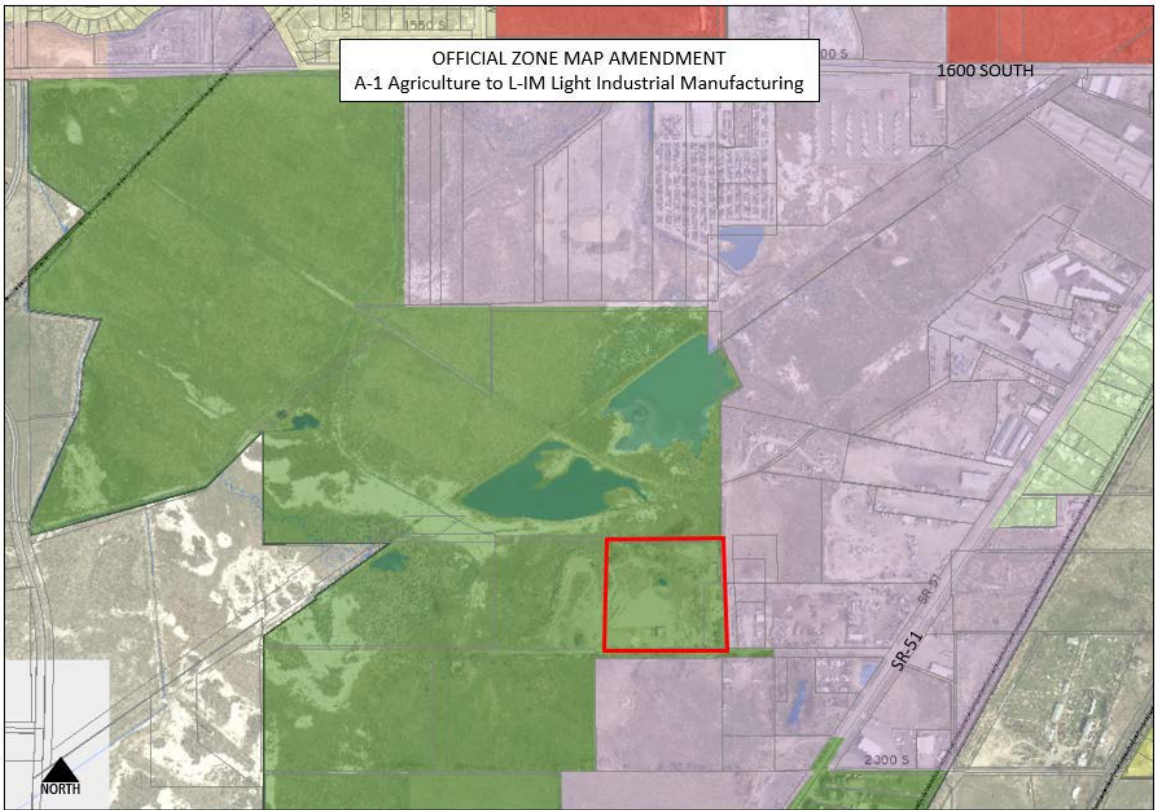 1550 S
OFFICIAL ZONE MAP AMENDMENT
A-1 Agriculture to L-IM Light Industrial Manufacturing
00 S
1600 SOUTH
SR-51
SR-51
2300 S
NORTH